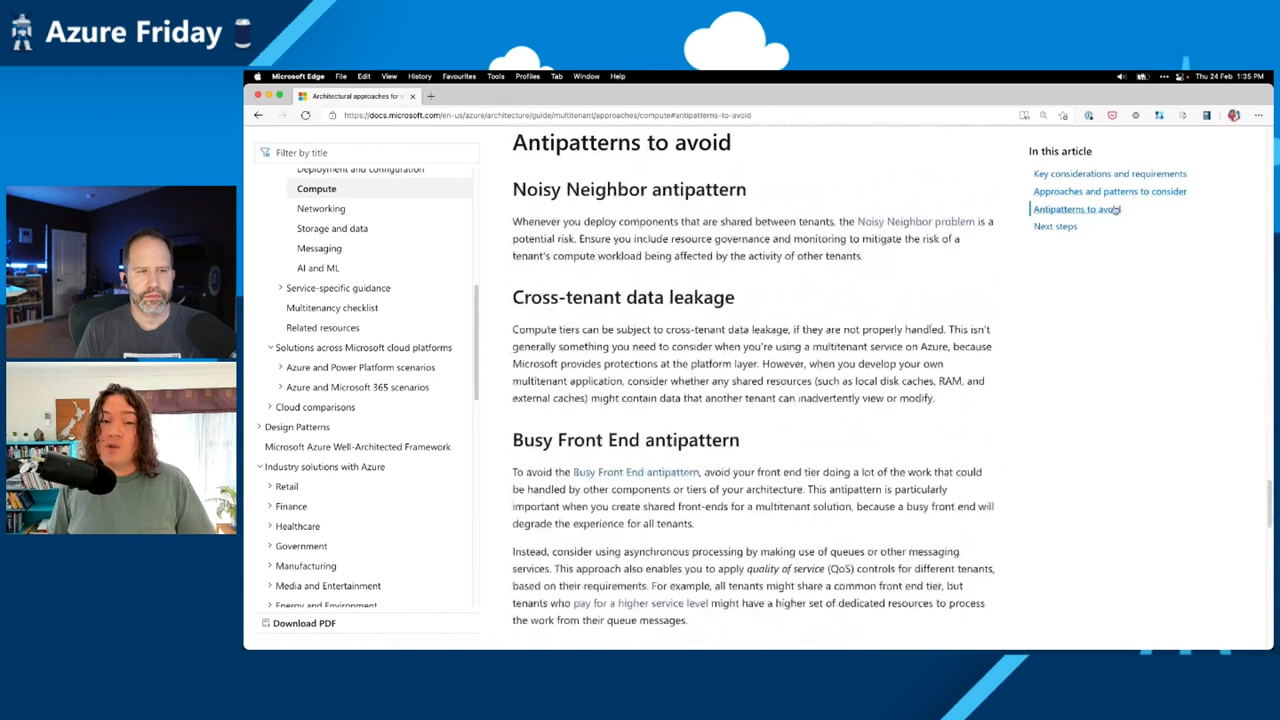 Azure Friday
Microsoft Edge File Edit View History Favourites Tools Profiles Tab Window Help
Thu 24 Feb 1:35 PM
Architectural approaches for c
https://docs.microsoft.com/en-us/azure/architecture/guide/multitenant/approaches/compute#antipatterns-to-avoid
Filter by title
Deployment and configuration
Compute
Networking
Storage and data
Messaging
AI and ML
Service-specific guidance
Multitenancy checklist
Related resources
Solutions across Microsoft cloud platforms
Azure and Power Platform scenarios
Azure and Microsoft 365 scenarios
Cloud comparisons
Design Patterns
Microsoft Azure Well-Architected Framework
Industry solutions with Azure
Retail
Finance
Healthcare
Government
Manufacturing
Media and Entertainment
Energy and Environment
Download PDF
Antipatterns to avoid
Noisy Neighbor antipattern
Whenever you deploy components that are shared between tenants, the Noisy Neighbor problem is a
potential risk. Ensure you include resource governance and monitoring to mitigate the risk of a
tenant's compute workload being affected by the activity of other tenants.
Cross-tenant data leakage
Compute tiers can be subject to cross-tenant data leakage, if they are not properly handled. This isn't
generally something you need to consider when you're using a multitenant service on Azure, because
Microsoft provides protections at the platform layer. However, when you develop your own
multitenant application, consider whether any shared resources (such as local disk caches, RAM, and
external caches) might contain data that another tenant can inadvertently view or modify.
Busy Front End antipattern
To avoid the Busy Front End antipattern, avoid your front end tier doing a lot of the work that could
be handled by other components or tiers of your architecture. This antipattern is particularly
important when you create shared front-ends for a multitenant solution, because a busy front end will
degrade the experience for all tenants.
Instead, consider using asynchronous processing by making use of queues or other messaging
services. This approach also enables you to apply quality of service (QoS) controls for different tenants,
based on their requirements. For example, all tenants might share a common front end tier, but
tenants who pay for a higher service level might have a higher set of dedicated resources to process
the work from their queue messages.
In this article
Key considerations and requirements
Approaches and patterns to consider
Antipatterns to avoid
Next steps